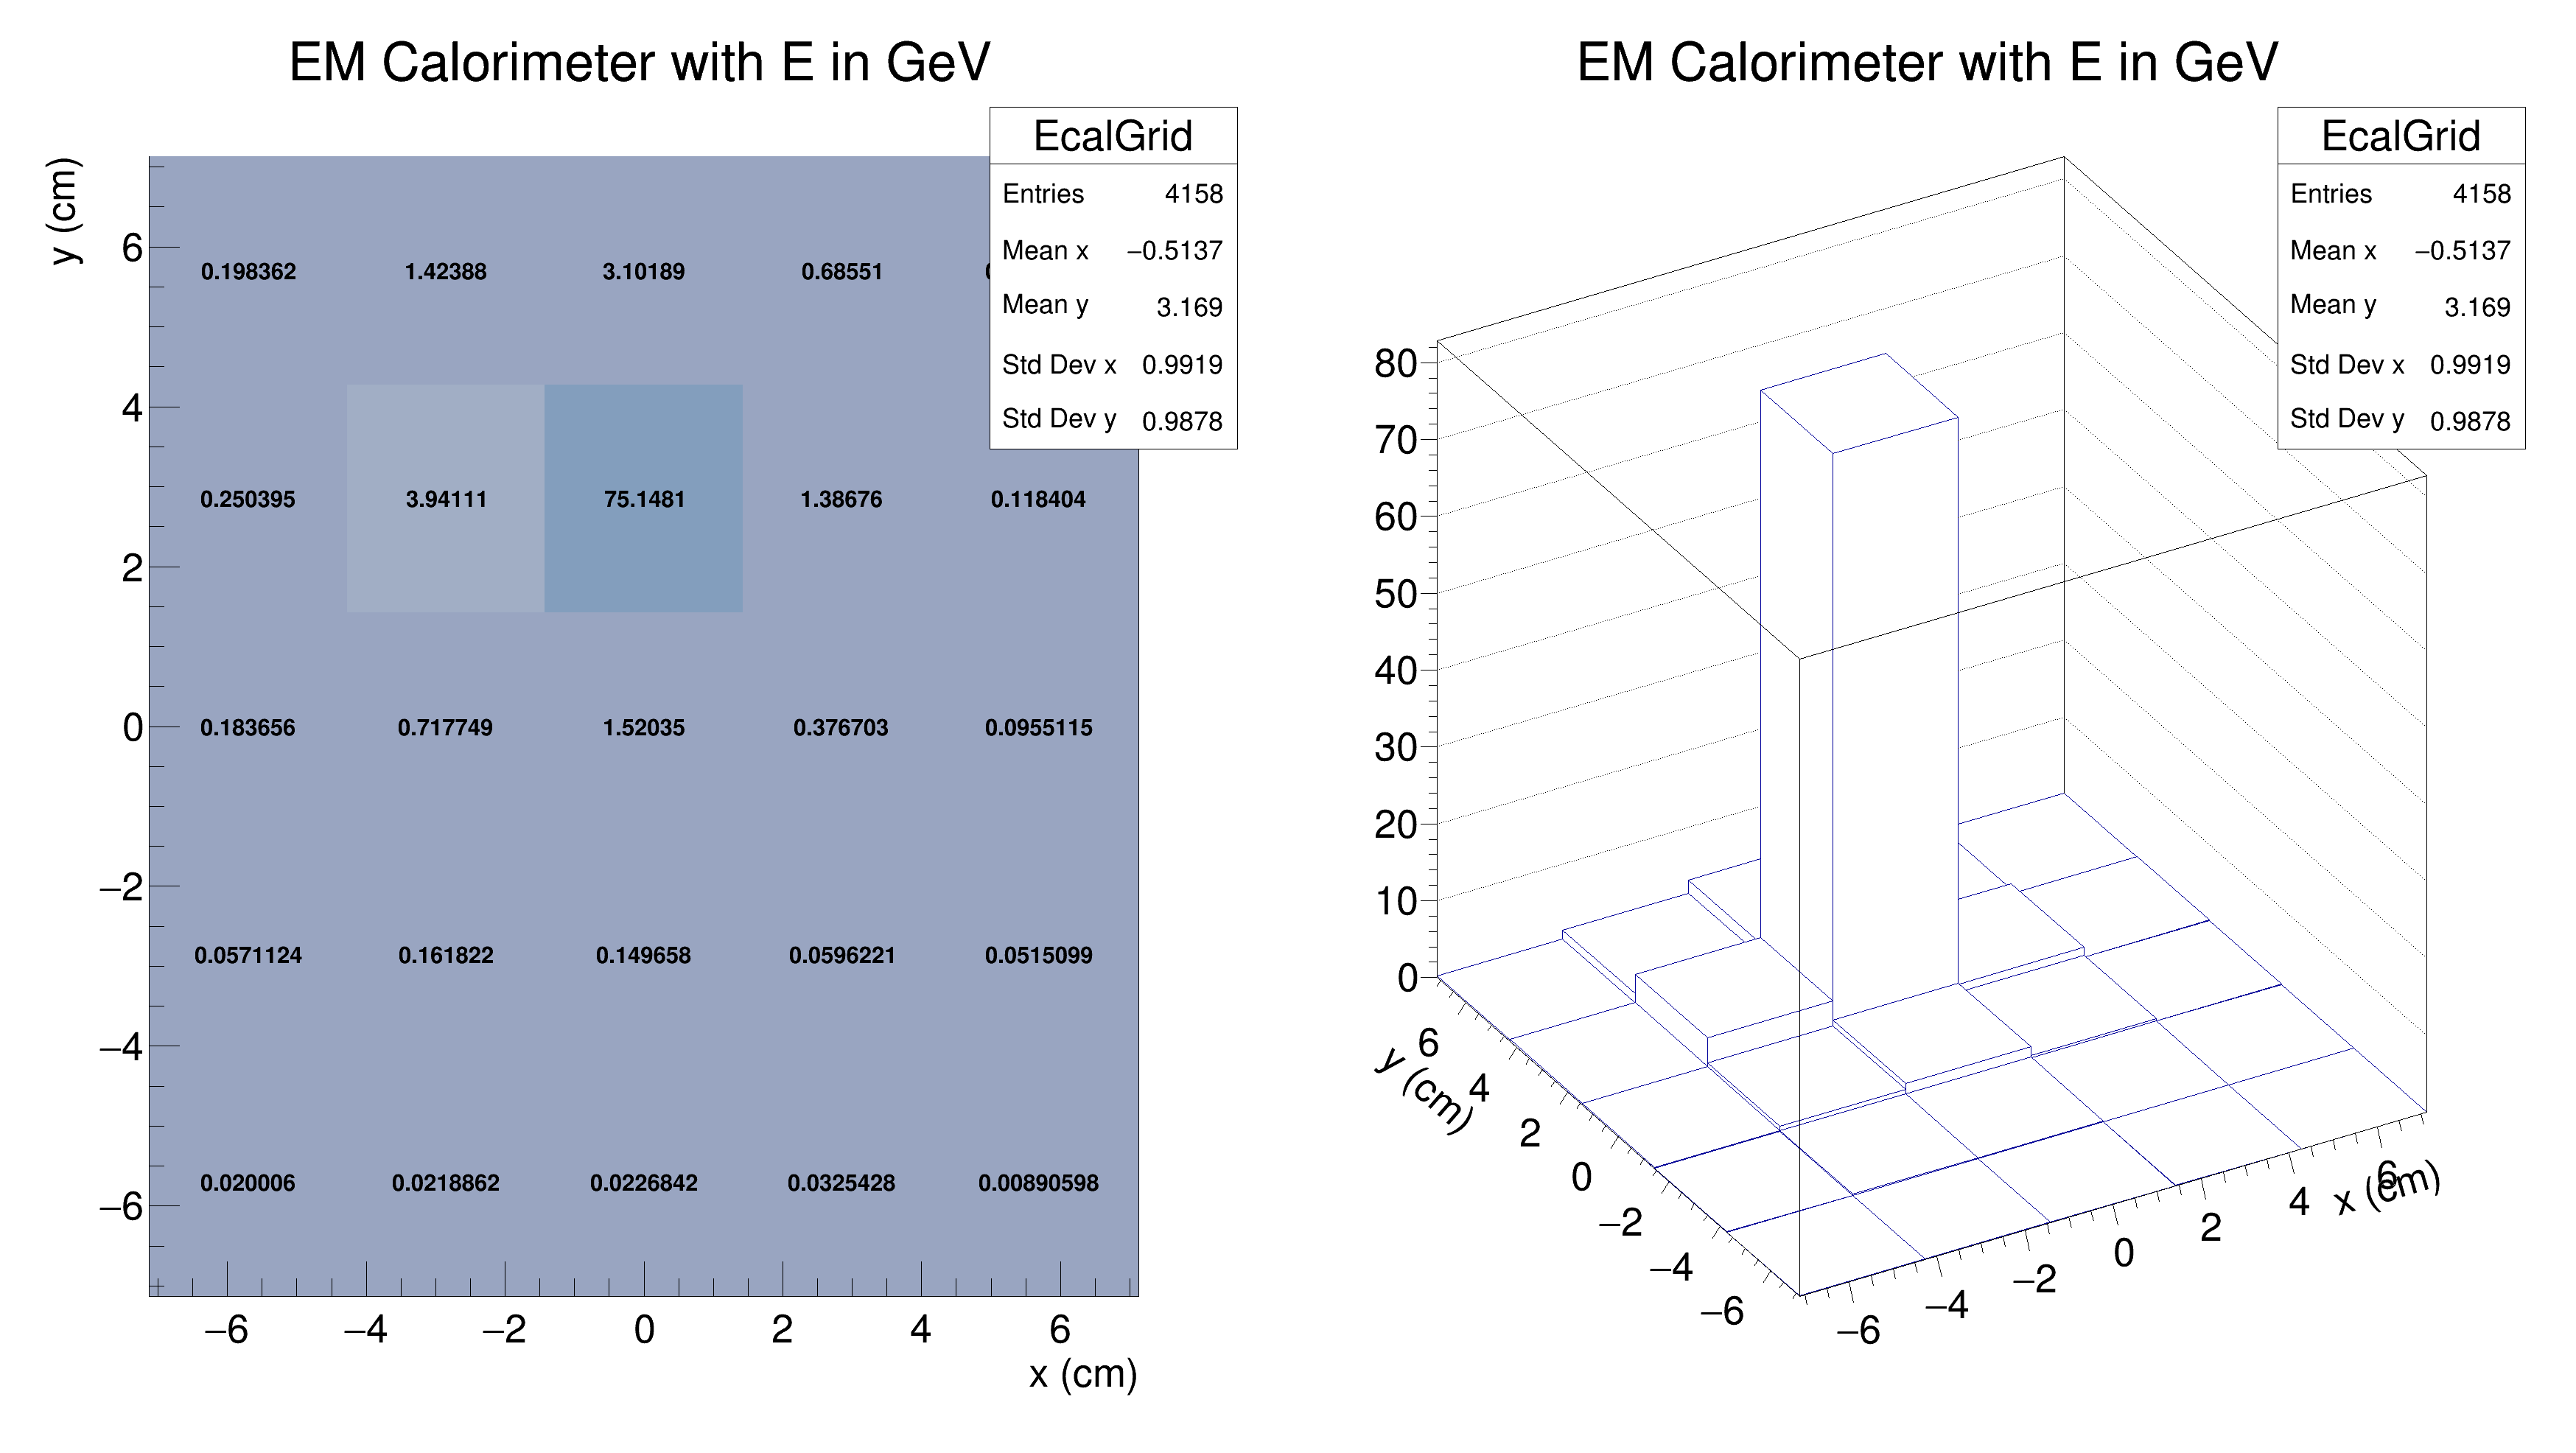 EM Calorimeter with E in GeV
EcalGrid
Entries 4158
Mean x −0.5137
Mean y 3.169
Std Dev x 0.9919
Std Dev y 0.9878
y (cm)
6
4
2
0
−2
−4
−6
0.198362 1.42388 3.10189 0.68551
0.250395 3.94111 75.1481 1.38676 0.118404
0.183656 0.717749 1.52035 0.376703 0.0955115
0.0571124 0.161822 0.149658 0.0596221 0.0515099
0.020006 0.0218862 0.0226842 0.0325428 0.00890598
−6 −4 −2 0 2 4 6
x (cm)
EM Calorimeter with E in GeV
EcalGrid
Entries 4158
Mean x −0.5137
Mean y 3.169
Std Dev x 0.9919
Std Dev y 0.9878
80
70
60
50
40
30
20
10
0
y (cm)
6
4
2
0
−2
−4
−6
−6 −4 −2 0 2 4 6
x (cm)